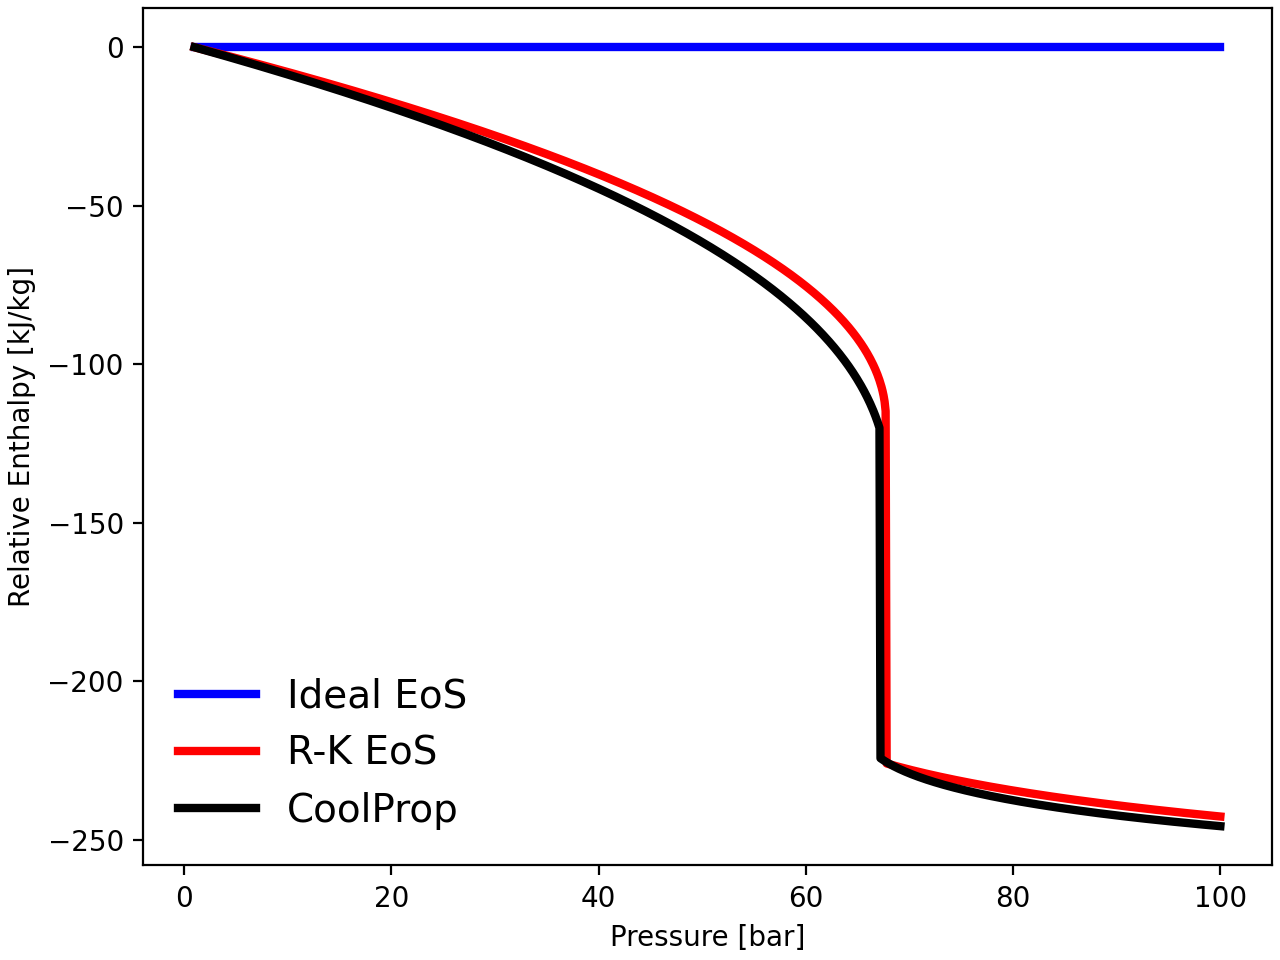 0
−50
−100
−150
−200
−250
Relative Enthalpy [kJ/kg]
Ideal EoS
R-K EoS
CoolProp
0 20 40 60 80 100
Pressure [bar]